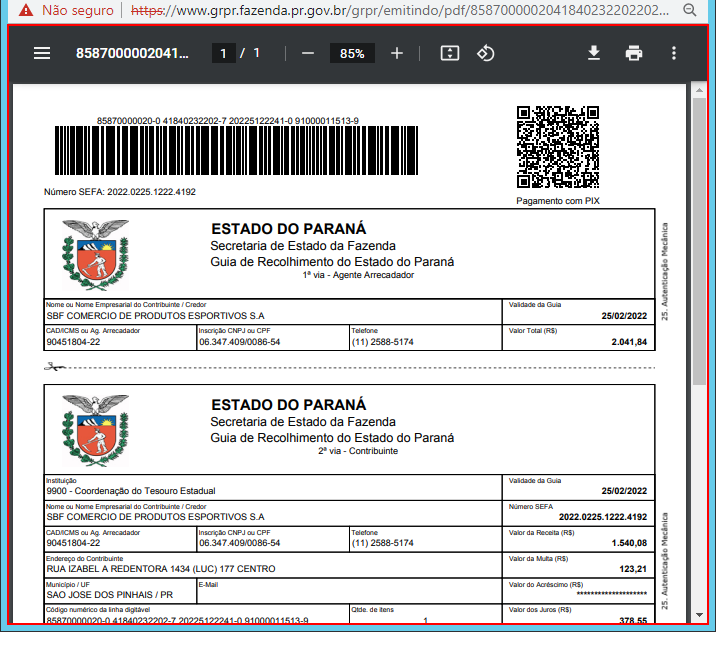 Não seguro | https://www.grpr.fazenda.pr.gov.br/grpr/emitindo/pdf/8587000002041840232202202...
8587000002041... 1 / 1 85%
85870000020-0 41840232202-7 20225122241-0 91000011513-9
Número SEFA: 2022.0225.1222.4192
Pagamento com PIX
ESTADO DO PARANÁ
Secretaria de Estado da Fazenda
Guia de Recolhimento do Estado do Paraná
1ª via - Agente Arrecadador
25. Autenticação Mecânica
Nome ou Nome Empresarial do Contribuinte / Credor
SBF COMERCIO DE PRODUTOS ESPORTIVOS S.A
Validade da Guia
25/02/2022
CAD/ICMS ou Ag. Arrecadador
90451804-22
Inscrição CNPJ ou CPF
06.347.409/0086-54
Telefone
(11) 2588-5174
Valor Total (R$)
2.041,84
ESTADO DO PARANÁ
Secretaria de Estado da Fazenda
Guia de Recolhimento do Estado do Paraná
2ª via - Contribuinte
Instituição
9900 - Coordenação do Tesouro Estadual
Validade da Guia
25/02/2022
Nome ou Nome Empresarial do Contribuinte / Credor
SBF COMERCIO DE PRODUTOS ESPORTIVOS S.A
Número SEFA
2022.0225.1222.4192
CAD/ICMS ou Ag. Arrecadador
90451804-22
Inscrição CNPJ ou CPF
06.347.409/0086-54
Telefone
(11) 2588-5174
Valor da Receita (R$)
1.540,08
Endereço do Contribuinte
RUA IZABEL A REDENTORA 1434 (LUC) 177 CENTRO
Valor da Multa (R$)
123,21
Município / UF
SAO JOSE DOS PINHAIS / PR
E-Mail
Valor do Acréscimo (R$)
********************
25. Autenticação Mecânica
Código numérico da linha digitável
85870000020-0 41840232202-7 20225122241-0 91000011513-9
Qtde. de itens
1
Valor dos Juros (R$)
378,55